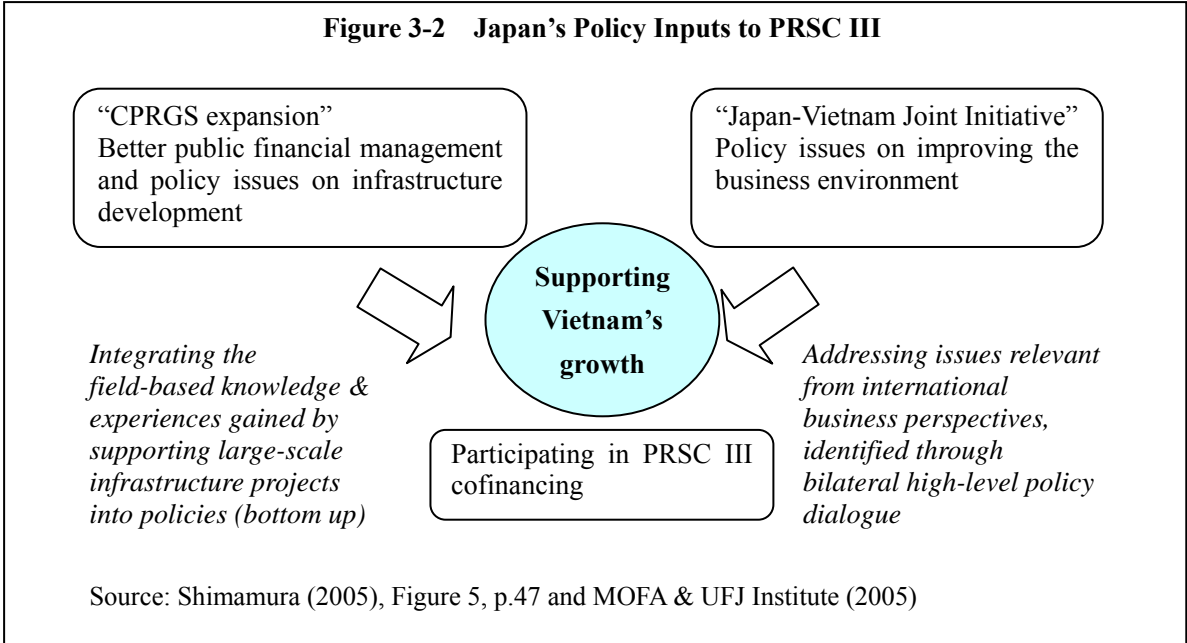 Figure 3-2 Japan’s Policy Inputs to PRSC III
“CPRGS expansion”
Better public financial management
and policy issues on infrastructure
development
“Japan-Vietnam Joint Initiative”
Policy issues on improving the
business environment
Supporting
Vietnam’s
growth
Integrating the
field-based knowledge &
experiences gained by
supporting large-scale
infrastructure projects
into policies (bottom up)
Participating in PRSC III
cofinancing
Addressing issues relevant
from international
business perspectives,
identified through
bilateral high-level policy
dialogue
Source: Shimamura (2005), Figure 5, p.47 and MOFA & UFJ Institute (2005)